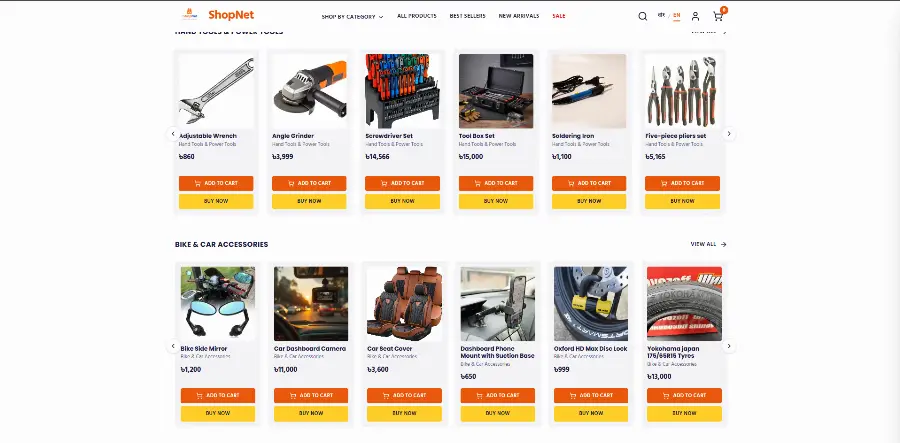 ShopNet
SHOP BY CATEGORY
ALL PRODUCTS
BEST SELLERS
NEW ARRIVALS
SALE
বাং / EN
0
HAND TOOLS & POWER TOOLS
VIEW ALL
Adjustable Wrench
Hand Tools & Power Tools
৳860
ADD TO CART
BUY NOW
Angle Grinder
Hand Tools & Power Tools
৳3,999
ADD TO CART
BUY NOW
Screwdriver Set
Hand Tools & Power Tools
৳14,566
ADD TO CART
BUY NOW
Tool Box Set
Hand Tools & Power Tools
৳15,000
ADD TO CART
BUY NOW
Soldering Iron
Hand Tools & Power Tools
৳1,100
ADD TO CART
BUY NOW
Five-piece pliers set
Hand Tools & Power Tools
৳5,165
ADD TO CART
BUY NOW
BIKE & CAR ACCESSORIES
VIEW ALL
Bike Side Mirror
Bike & Car Accessories
৳1,200
ADD TO CART
BUY NOW
Car Dashboard Camera
Bike & Car Accessories
৳11,000
ADD TO CART
BUY NOW
Car Seat Cover
Bike & Car Accessories
৳3,600
ADD TO CART
BUY NOW
Dashboard Phone
Mount with Suction Base
Bike & Car Accessories
৳650
ADD TO CART
BUY NOW
Oxford HD Max Disc Lock
Bike & Car Accessories
৳999
ADD TO CART
BUY NOW
YOKOHAMA
Yokohama Japan
175/65R15 Tyres
Bike & Car Accessories
৳13,000
ADD TO CART
BUY NOW